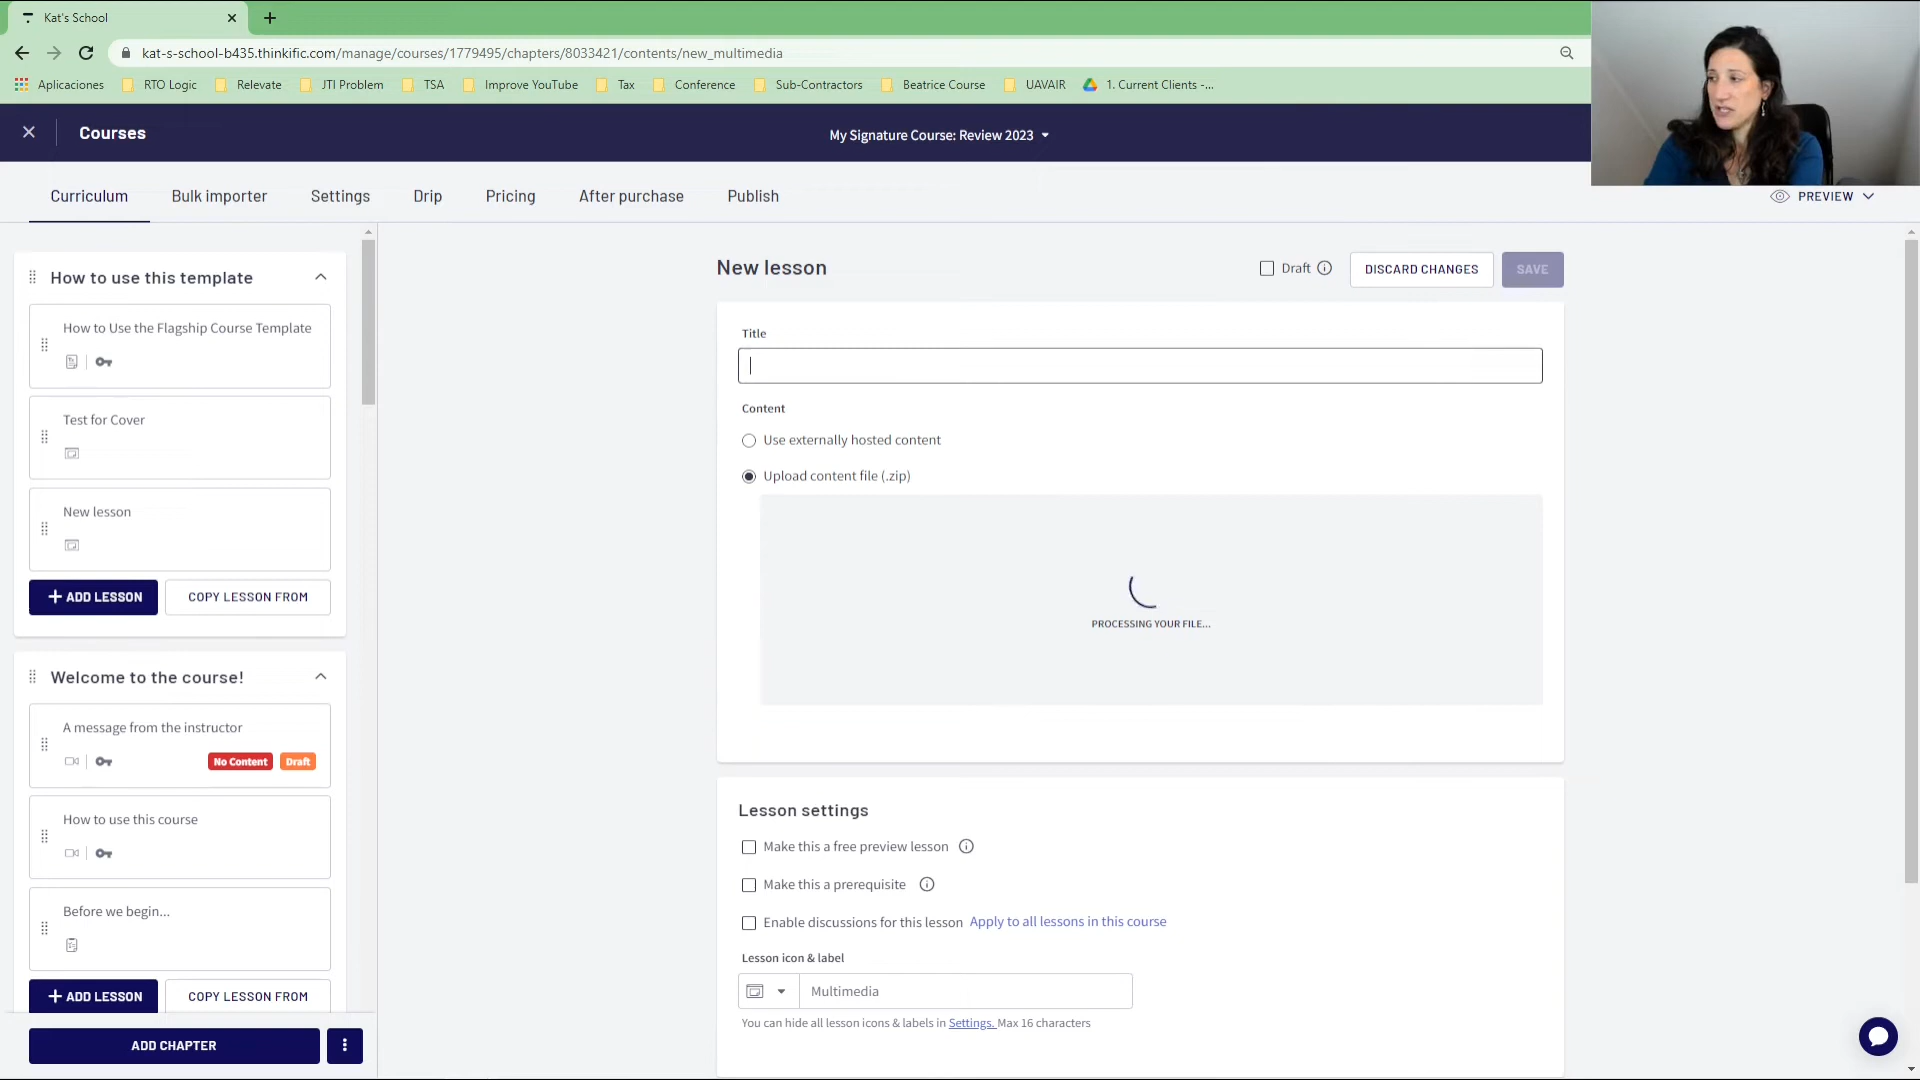 Kat's School
kat-s-school-b435.thinkific.com/manage/courses/1779495/chapters/8033421/contents/new_multimedia
Aplicaciones RTO Logic Relevate JTI Problem TSA Improve YouTube Tax Conference Sub-Contractors Beatrice Course UAVAIR 1. Current Clients -...
Courses
My Signature Course: Review 2023
Curriculum Bulk importer Settings Drip Pricing After purchase Publish
PREVIEW
How to use this template
How to Use the Flagship Course Template
Test for Cover
New lesson
+ ADD LESSON COPY LESSON FROM
Welcome to the course!
A message from the instructor
No Content Draft
How to use this course
Before we begin...
+ ADD LESSON COPY LESSON FROM
ADD CHAPTER
New lesson
Draft
DISCARD CHANGES SAVE
Title
Content
Use externally hosted content
Upload content file (.zip)
PROCESSING YOUR FILE...
Lesson settings
Make this a free preview lesson
Make this a prerequisite
Enable discussions for this lesson Apply to all lessons in this course
Lesson icon & label
Multimedia
You can hide all lesson icons & labels in Settings. Max 16 characters